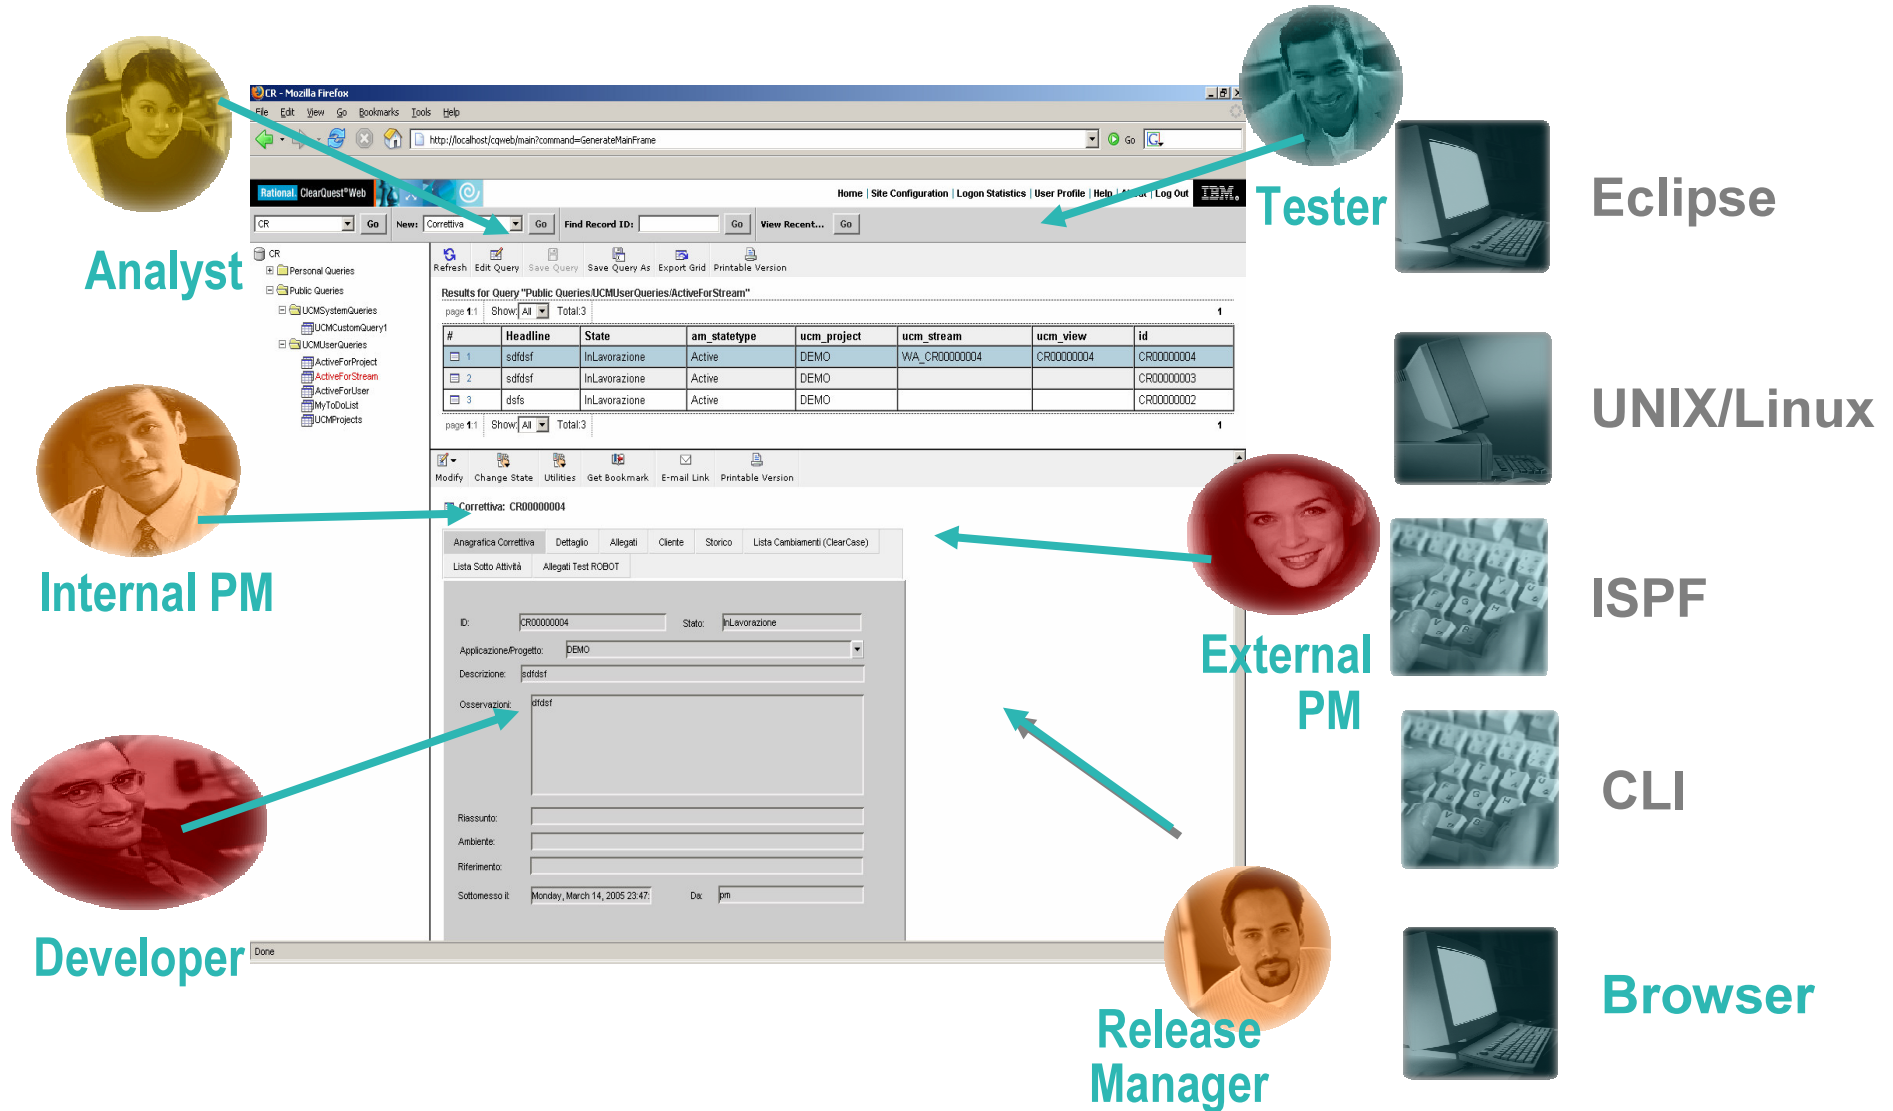 CR - Mozilla Firefox
File Edit View Go Bookmarks Tools Help
http://localhost/cqweb/main?command=GenerateMainFrame
Go
Rational. ClearQuest® Web
Home | Site Configuration | Logon Statistics | User Profile | Help | About | Log Out
IBM.
CR Go New: Correttiva Go Find Record ID: Go View Recent... Go
CR
Personal Queries
Public Queries
UCMSystemQueries
UCMCustomQuery1
UCMUserQueries
ActiveForProject
ActiveForStream
ActiveForUser
MyToDoList
UCMProjects
Refresh Edit Query Save Query Save Query As Export Grid Printable Version
Results for Query "Public Queries/UCMUserQueries/ActiveForStream"
page 1:1 Show: All Total:3 1
# Headline State am_statetype ucm_project ucm_stream ucm_view id
1 sdfdsf InLavorazione Active DEMO WA_CR00000004 CR00000004 CR00000004
2 sdfdsf InLavorazione Active DEMO CR00000003
3 dsfs InLavorazione Active DEMO CR00000002
page 1:1 Show: All Total:3 1
Modify Change State Utilities Get Bookmark E-mail Link Printable Version
Correttiva: CR00000004
Anagrafica Correttiva Dettaglio Allegati Cliente Storico Lista Cambiamenti (ClearCase)
Lista Sotto Attività Allegati Test ROBOT
ID: CR00000004 Stato: InLavorazione
Applicazione/Progetto: DEMO
Descrizione: sdfdsf
Osservazioni: dfdsf
Riassunto:
Ambiente:
Riferimento:
Sottomesso il: Monday, March 14, 2005 23:47: Da: pm
Done
Analyst
Internal PM
Developer
Tester
External
PM
Release
Manager
Eclipse
UNIX/Linux
ISPF
CLI
Browser